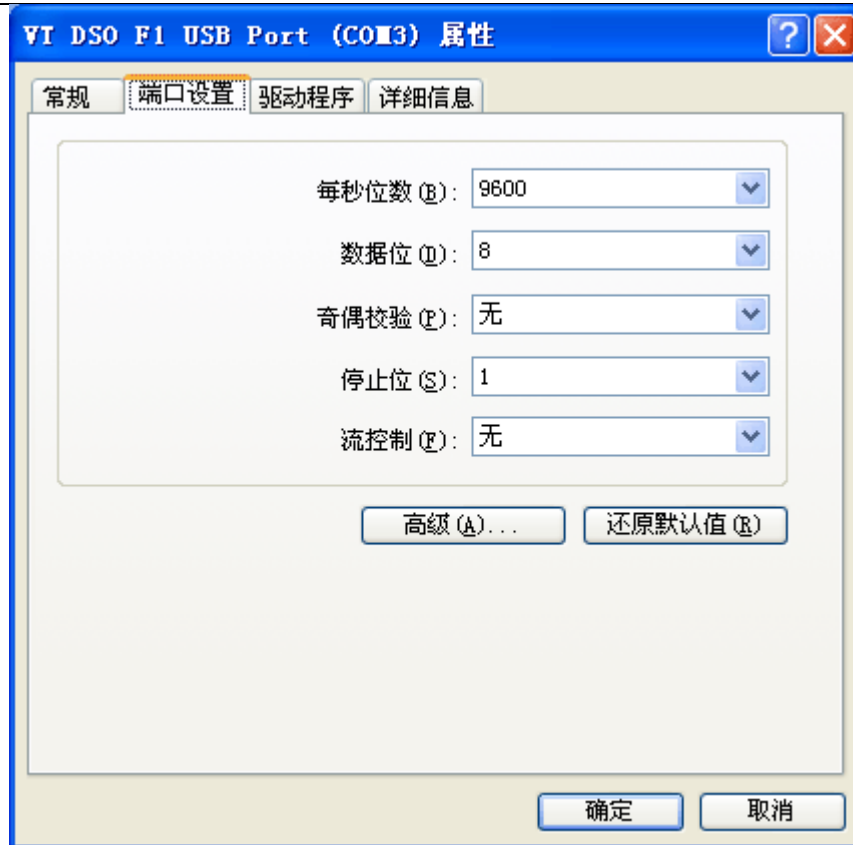 VT DSO F1 USB Port (COM3) 属性
常规 端口设置 驱动程序 详细信息
每秒位数(B): 9600
数据位(D): 8
奇偶校验(P): 无
停止位(S): 1
流控制(F): 无
高级(A)... 还原默认值(R)
确定 取消